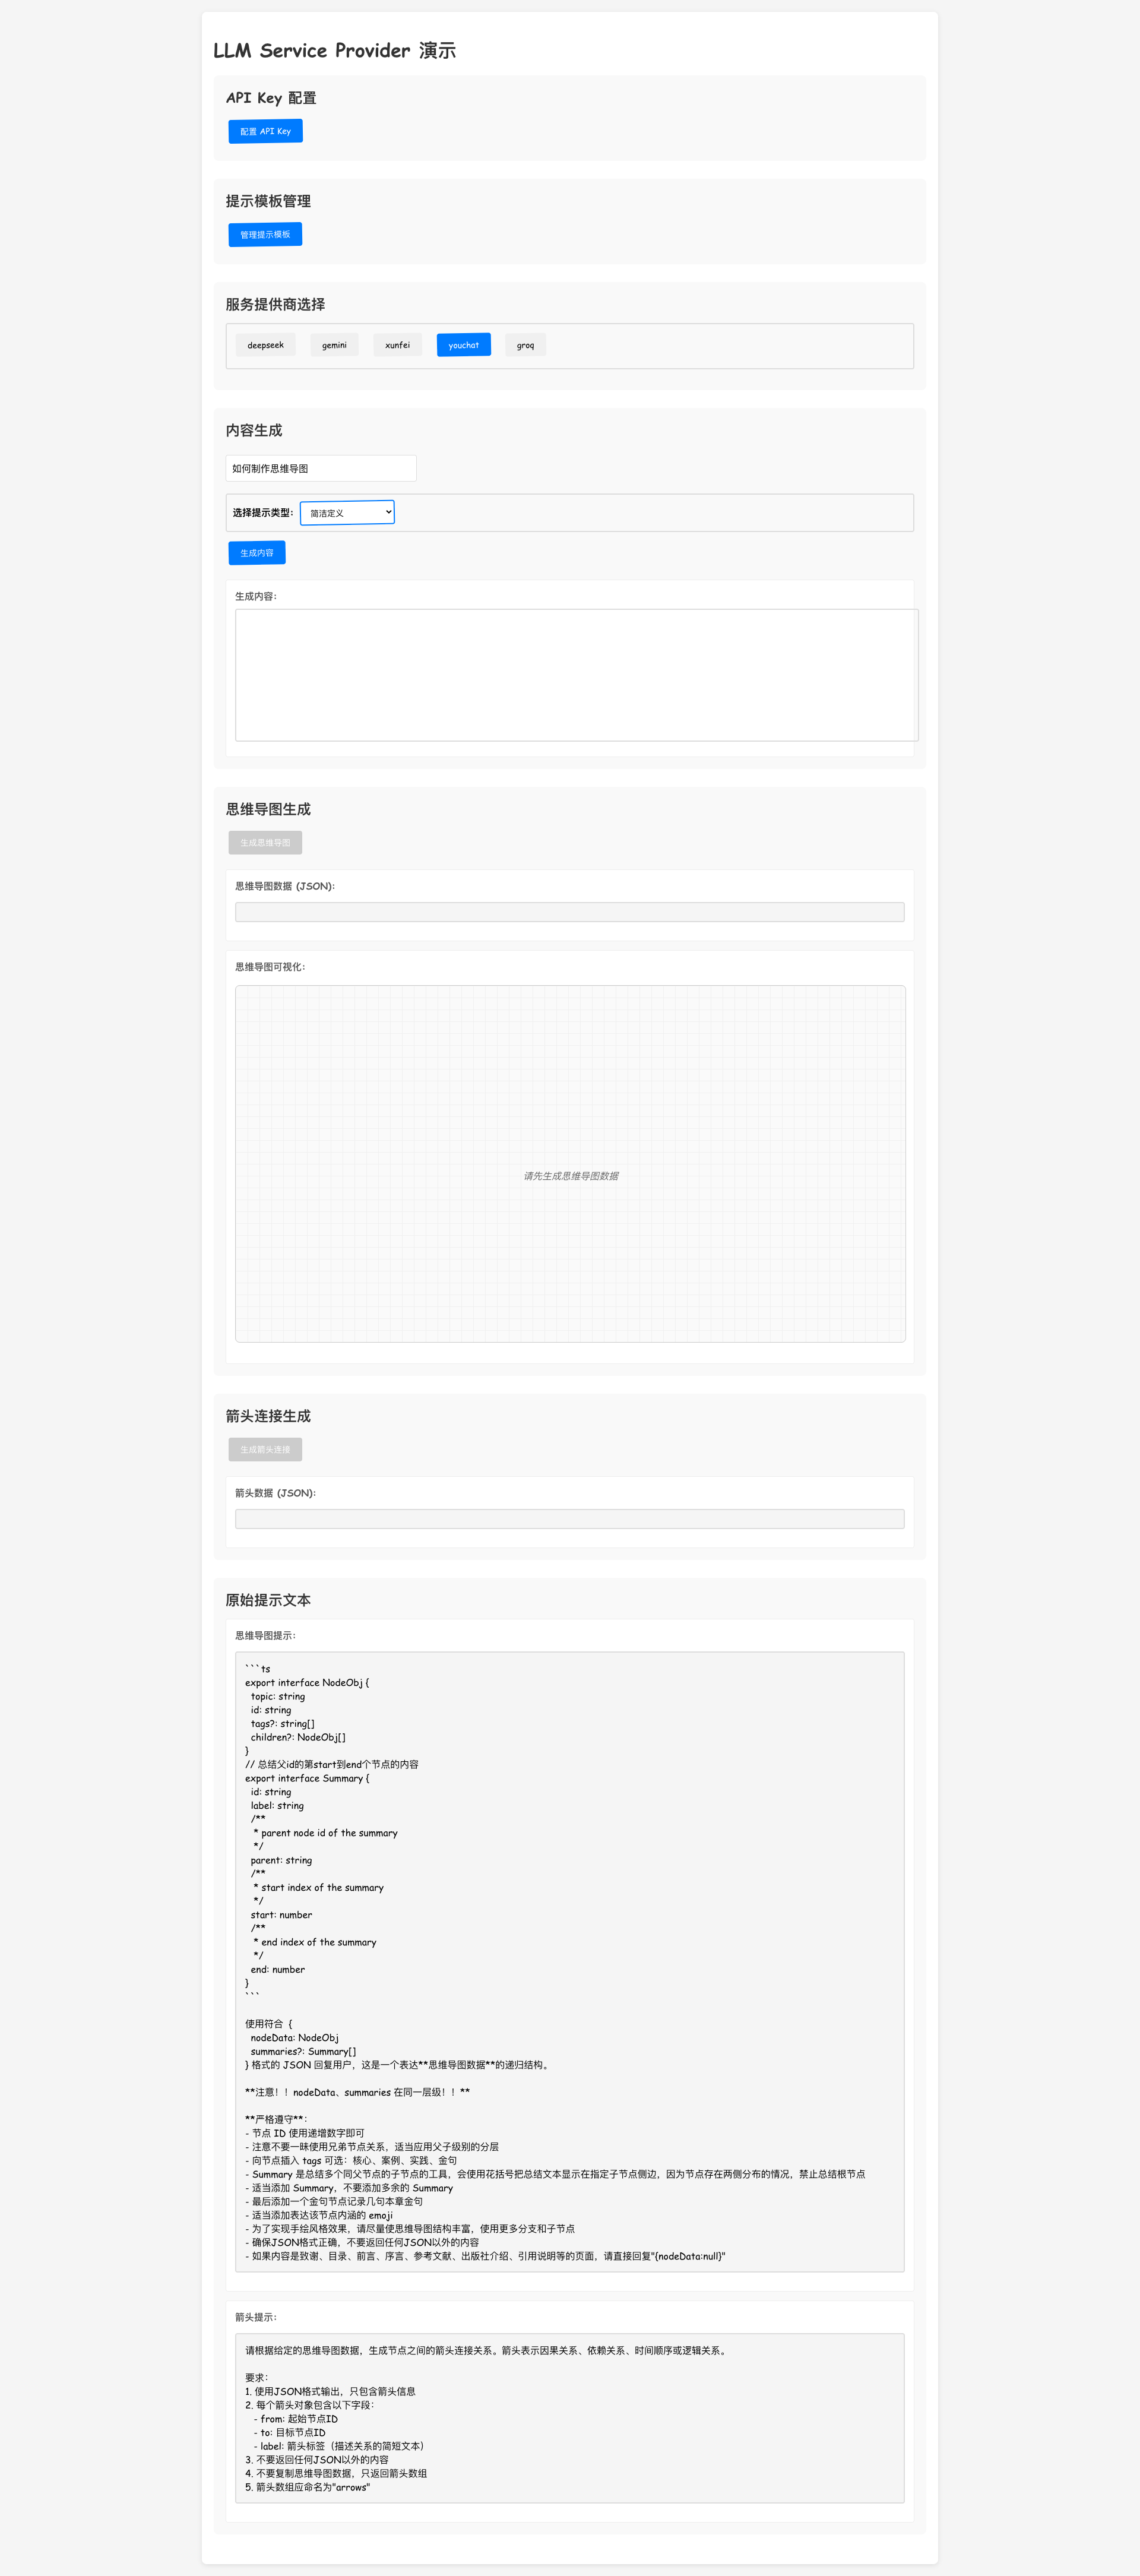 LLM Service Provider 演示
API Key 配置
配置 API Key
提示模板管理
管理提示模板
服务提供商选择
deepseek gemini xunfei youchat groq
内容生成
如何制作思维导图
选择提示类型: 简洁定义
生成内容
生成内容:
思维导图生成
生成思维导图
思维导图数据 (JSON):
思维导图可视化:
请先生成思维导图数据
箭头连接生成
生成箭头连接
箭头数据 (JSON):
原始提示文本
思维导图提示:
```ts
export interface NodeObj {
  topic: string
  id: string
  tags?: string[]
  children?: NodeObj[]
}
// 总结父id的第start到end个节点的内容
export interface Summary {
  id: string
  label: string
  /**
   * parent node id of the summary
   */
  parent: string
  /**
   * start index of the summary
   */
  start: number
  /**
   * end index of the summary
   */
  end: number
}
```
使用符合 {
  nodeData: NodeObj
  summaries?: Summary[]
} 格式的 JSON 回复用户，这是一个表达**思维导图数据**的递归结构。
**注意！！nodeData、summaries 在同一层级！！**
**严格遵守**：
- 节点 ID 使用递增数字即可
- 注意不要一昧使用兄弟节点关系，适当应用父子级别的分层
- 向节点插入 tags 可选：核心、案例、实践、金句
- Summary 是总结多个同父节点的子节点的工具，会使用花括号把总结文本显示在指定子节点侧边，因为节点存在两侧分布的情况，禁止总结根节点
- 适当添加 Summary，不要添加多余的 Summary
- 最后添加一个金句节点记录几句本章金句
- 适当添加表达该节点内涵的 emoji
- 为了实现手绘风格效果，请尽量使思维导图结构丰富，使用更多分支和子节点
- 确保JSON格式正确，不要返回任何JSON以外的内容
- 如果内容是致谢、目录、前言、序言、参考文献、出版社介绍、引用说明等的页面，请直接回复"{nodeData:null}"
箭头提示:
请根据给定的思维导图数据，生成节点之间的箭头连接关系。箭头表示因果关系、依赖关系、时间顺序或逻辑关系。
要求：
1. 使用JSON格式输出，只包含箭头信息
2. 每个箭头对象包含以下字段：
   - from: 起始节点ID
   - to: 目标节点ID
   - label: 箭头标签（描述关系的简短文本）
3. 不要返回任何JSON以外的内容
4. 不要复制思维导图数据，只返回箭头数组
5. 箭头数组应命名为"arrows"